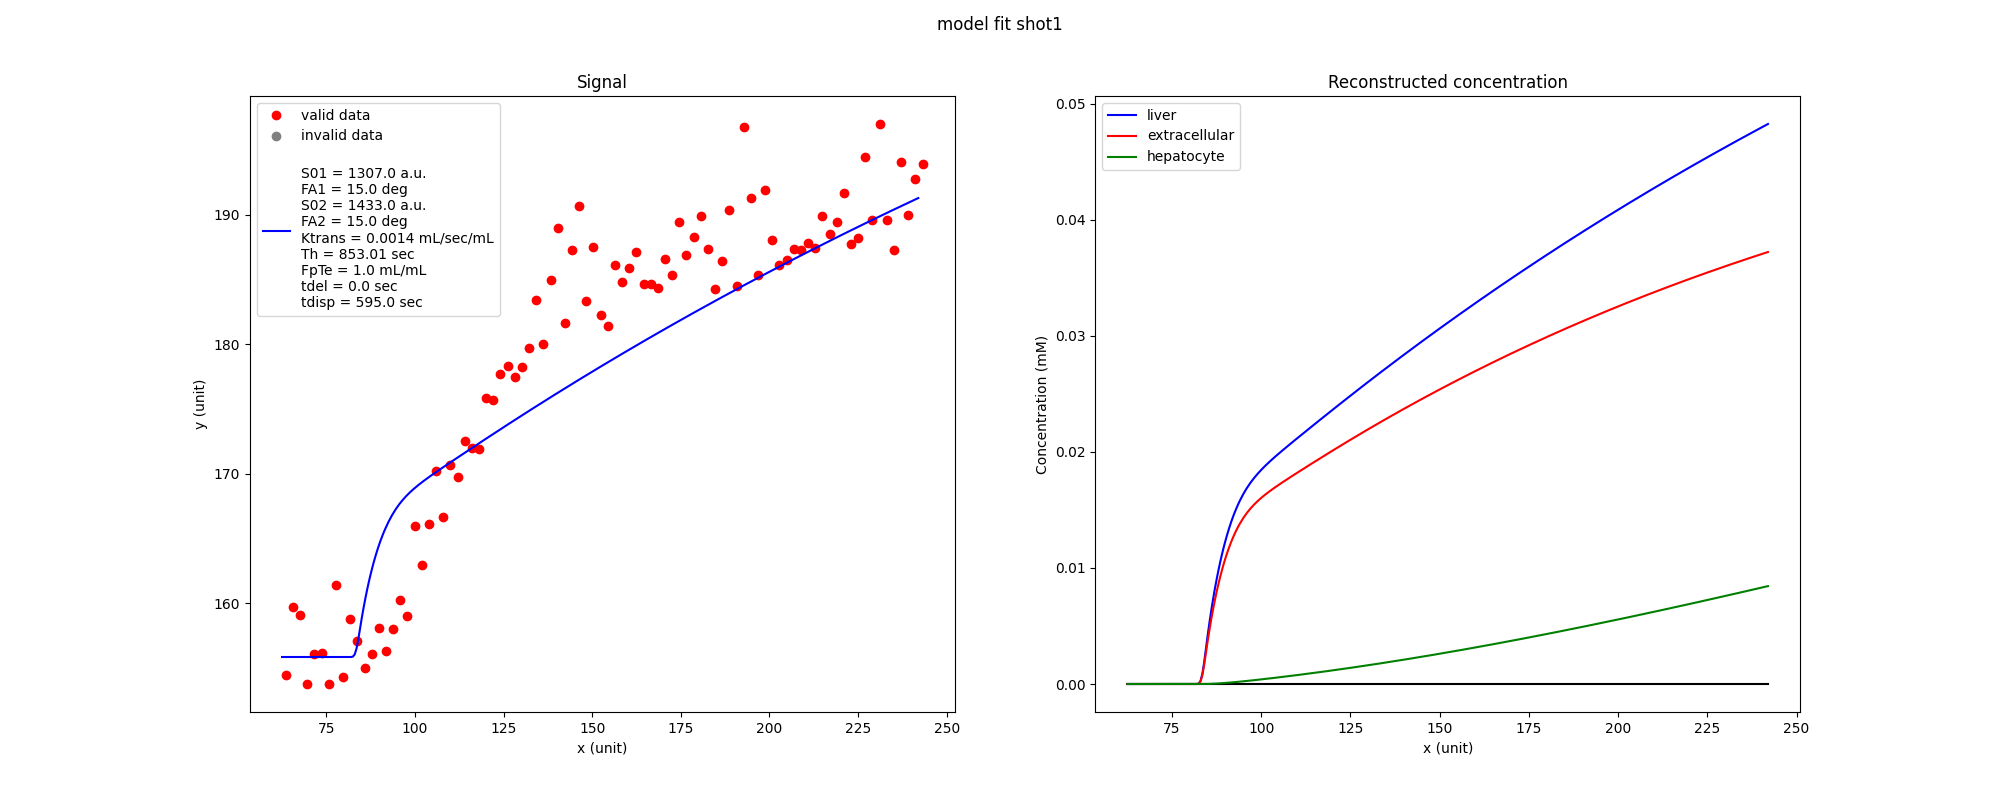 model fit shot1
Signal
valid data
invalid data
S01 = 1307.0 a.u.
FA1 = 15.0 deg
S02 = 1433.0 a.u.
FA2 = 15.0 deg
Ktrans = 0.0014 mL/sec/mL
Th = 853.01 sec
FpTe = 1.0 mL/mL
tdel = 0.0 sec
tdisp = 595.0 sec
190
180
170
160
y (unit)
75 100 125 150 175 200 225 250
x (unit)
Reconstructed concentration
liver
extracellular
hepatocyte
0.05
0.04
0.03
0.02
0.01
0.00
Concentration (mM)
75 100 125 150 175 200 225 250
x (unit)